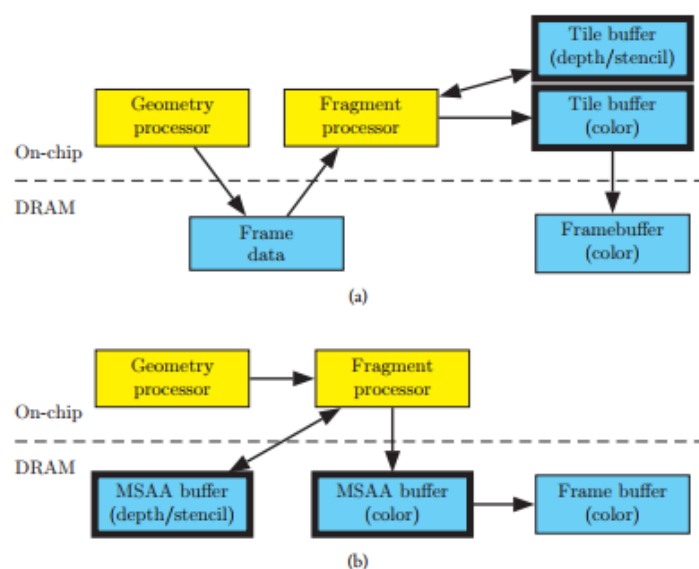 Tile buffer
(depth/stencil)
Geometry
processor
Fragment
processor
Tile buffer
(color)
On-chip
DRAM
Frame
data
Framebuffer
(color)
(a)
Geometry
processor
Fragment
processor
On-chip
DRAM
MSAA buffer
(depth/stencil)
MSAA buffer
(color)
Frame buffer
(color)
(b)